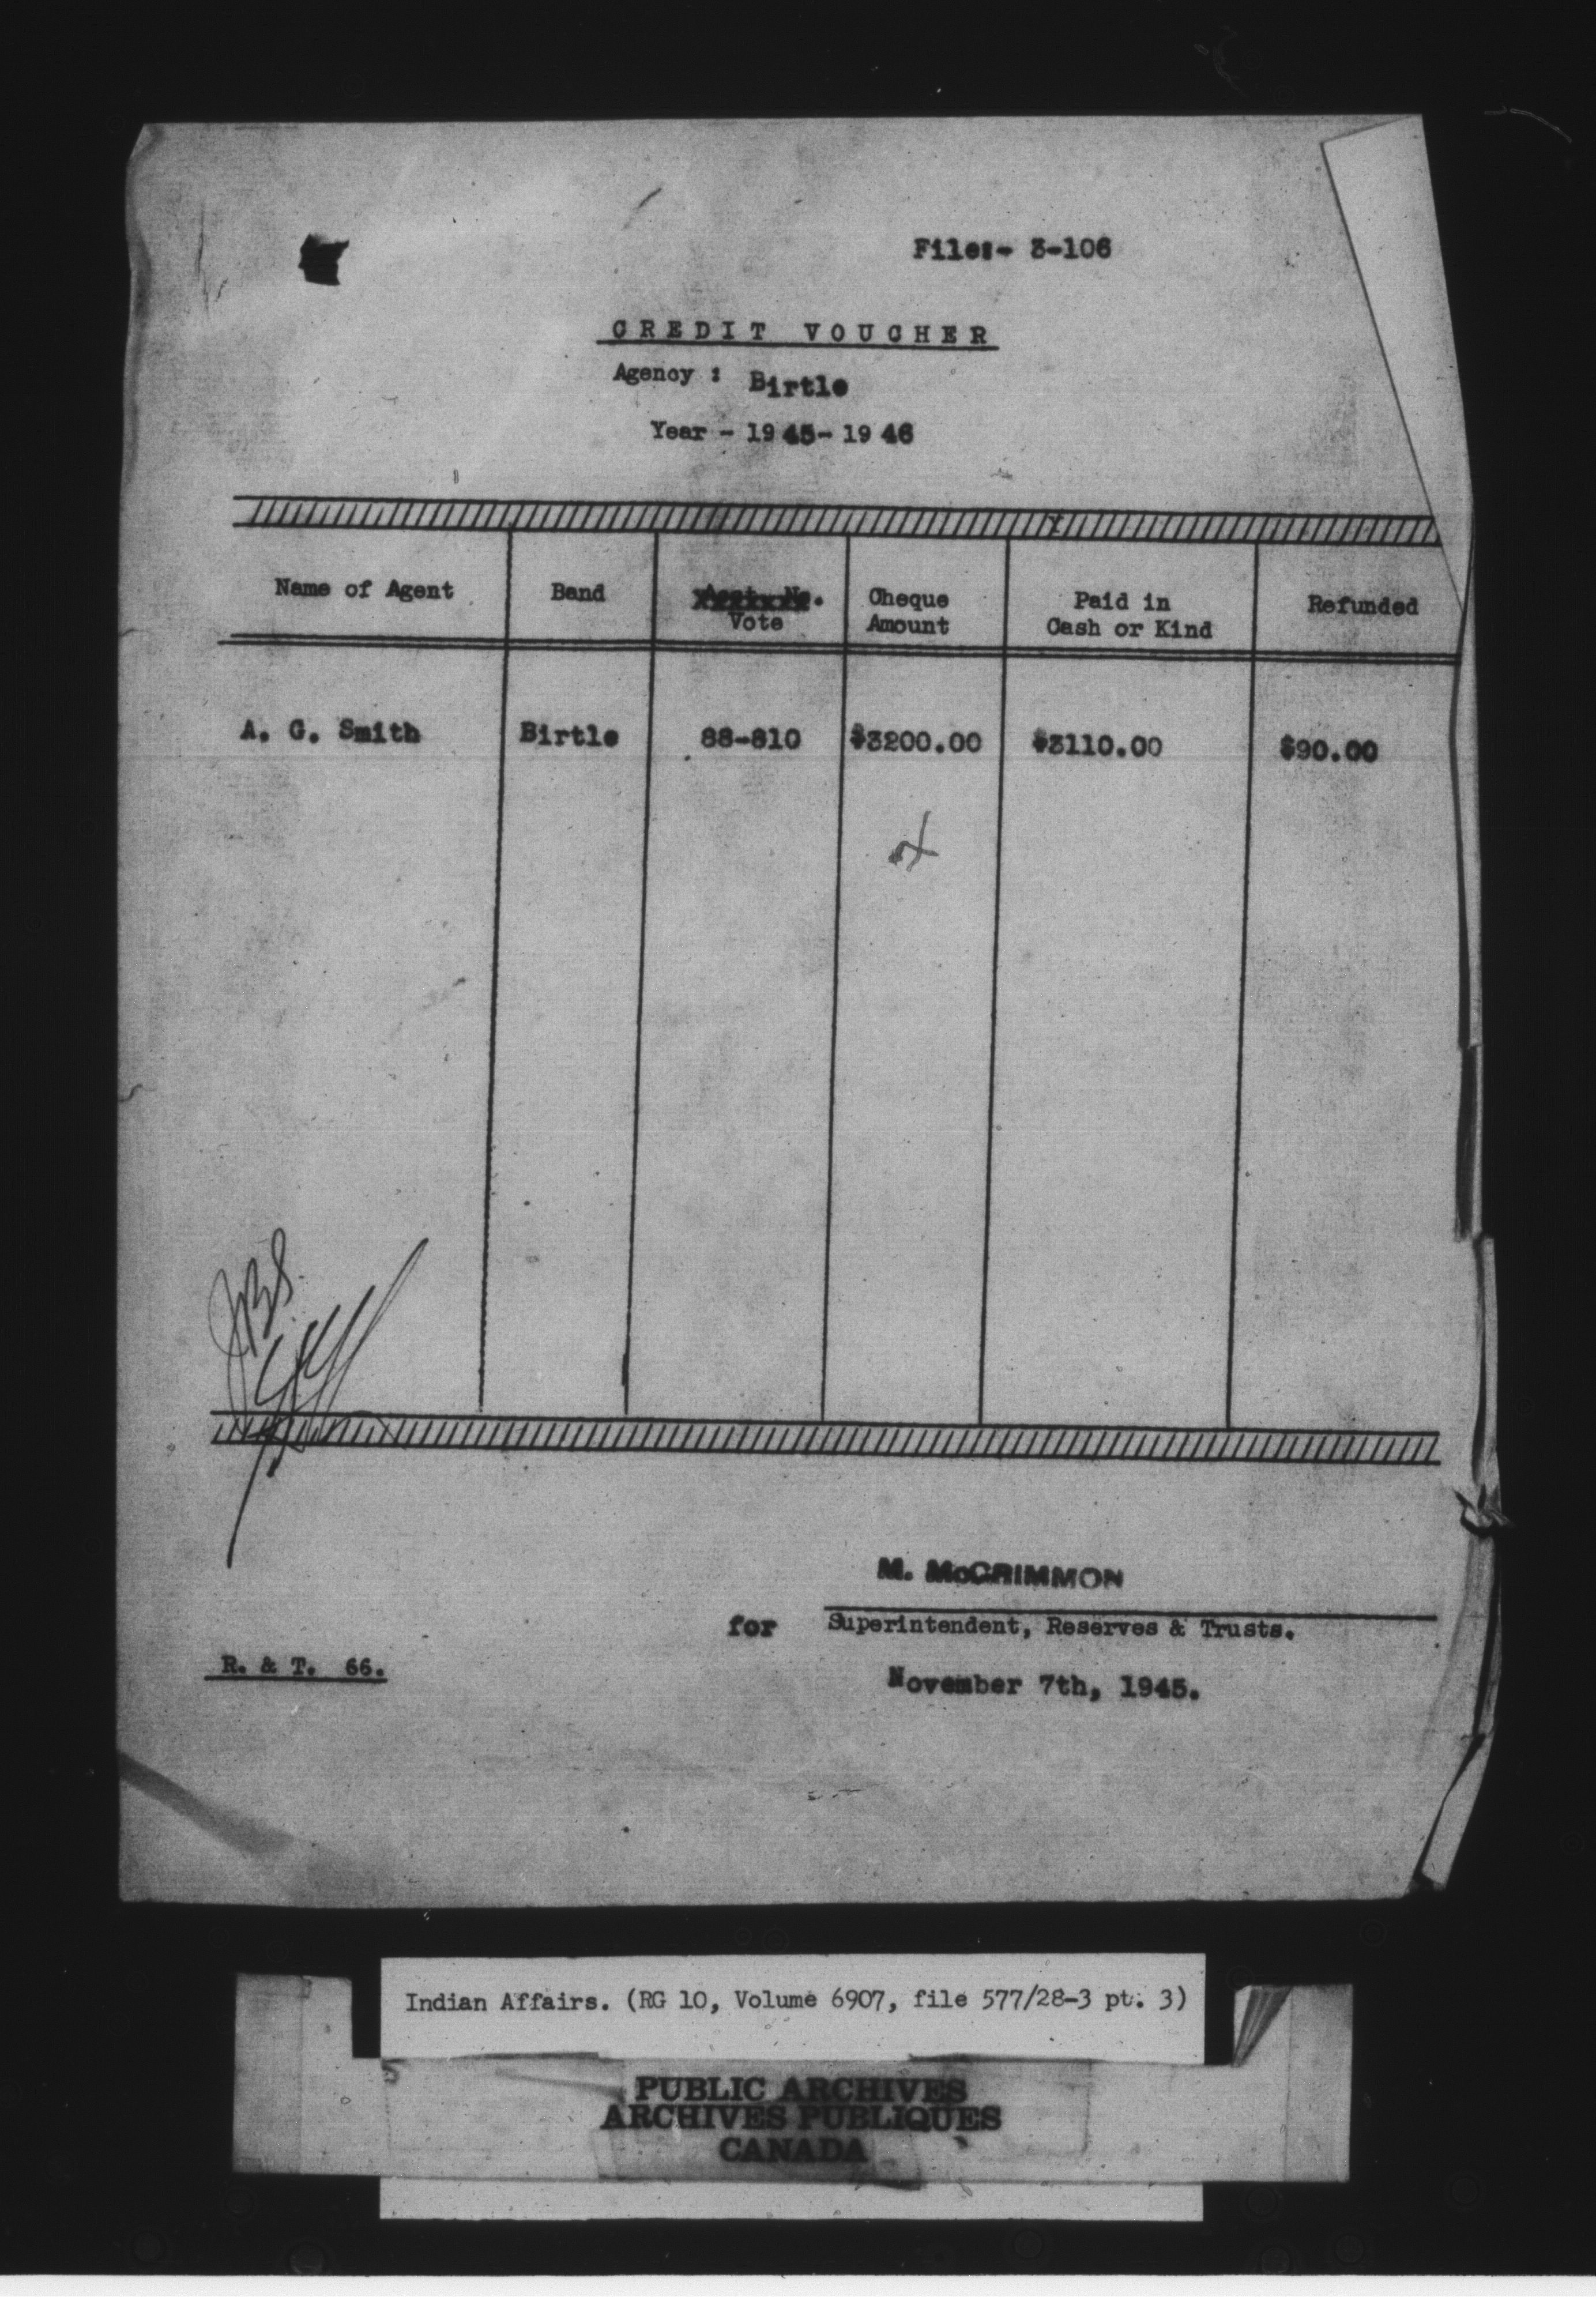 File:- 3-106
CREDIT VOUCHER
Agency : Birtle
Year - 1945-1946
Name of Agent Band Acct. No. Vote Cheque Amount Paid in Cash or Kind Refunded
A. G. Smith Birtle 88-810 $3200.00 $3110.00 $90.00
M. McCRIMMON
for Superintendent, Reserves & Trusts.
R. & T. 66.
November 7th, 1945.
Indian Affairs. (RG 10, Volume 6907, file 577/28-3 pt. 3)
PUBLIC ARCHIVES
ARCHIVES PUBLIQUES
CANADA